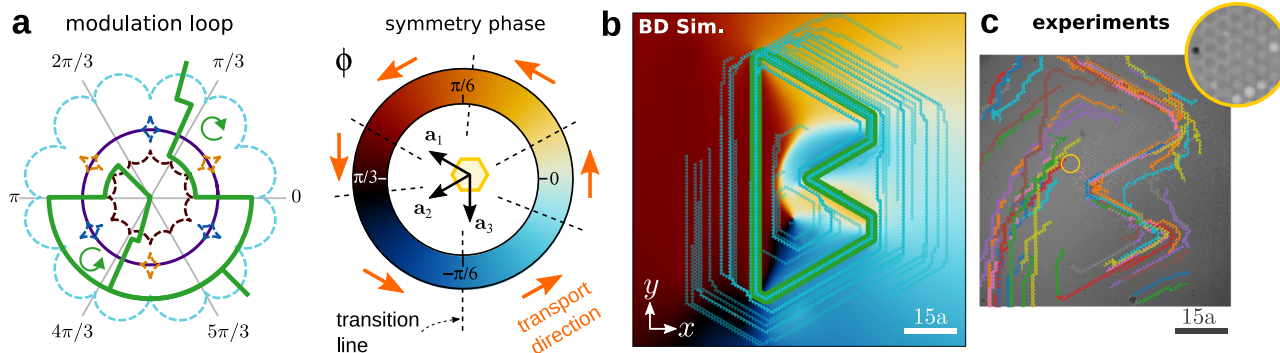 a modulation loop
2π/3
π/3
π
0
4π/3
5π/3
symmetry phase
ϕ
π/6
π/3
0
-π/6
a₁
a₂
a₃
transition
line
transport
direction
b BD Sim.
y
x
15a
c experiments
15a